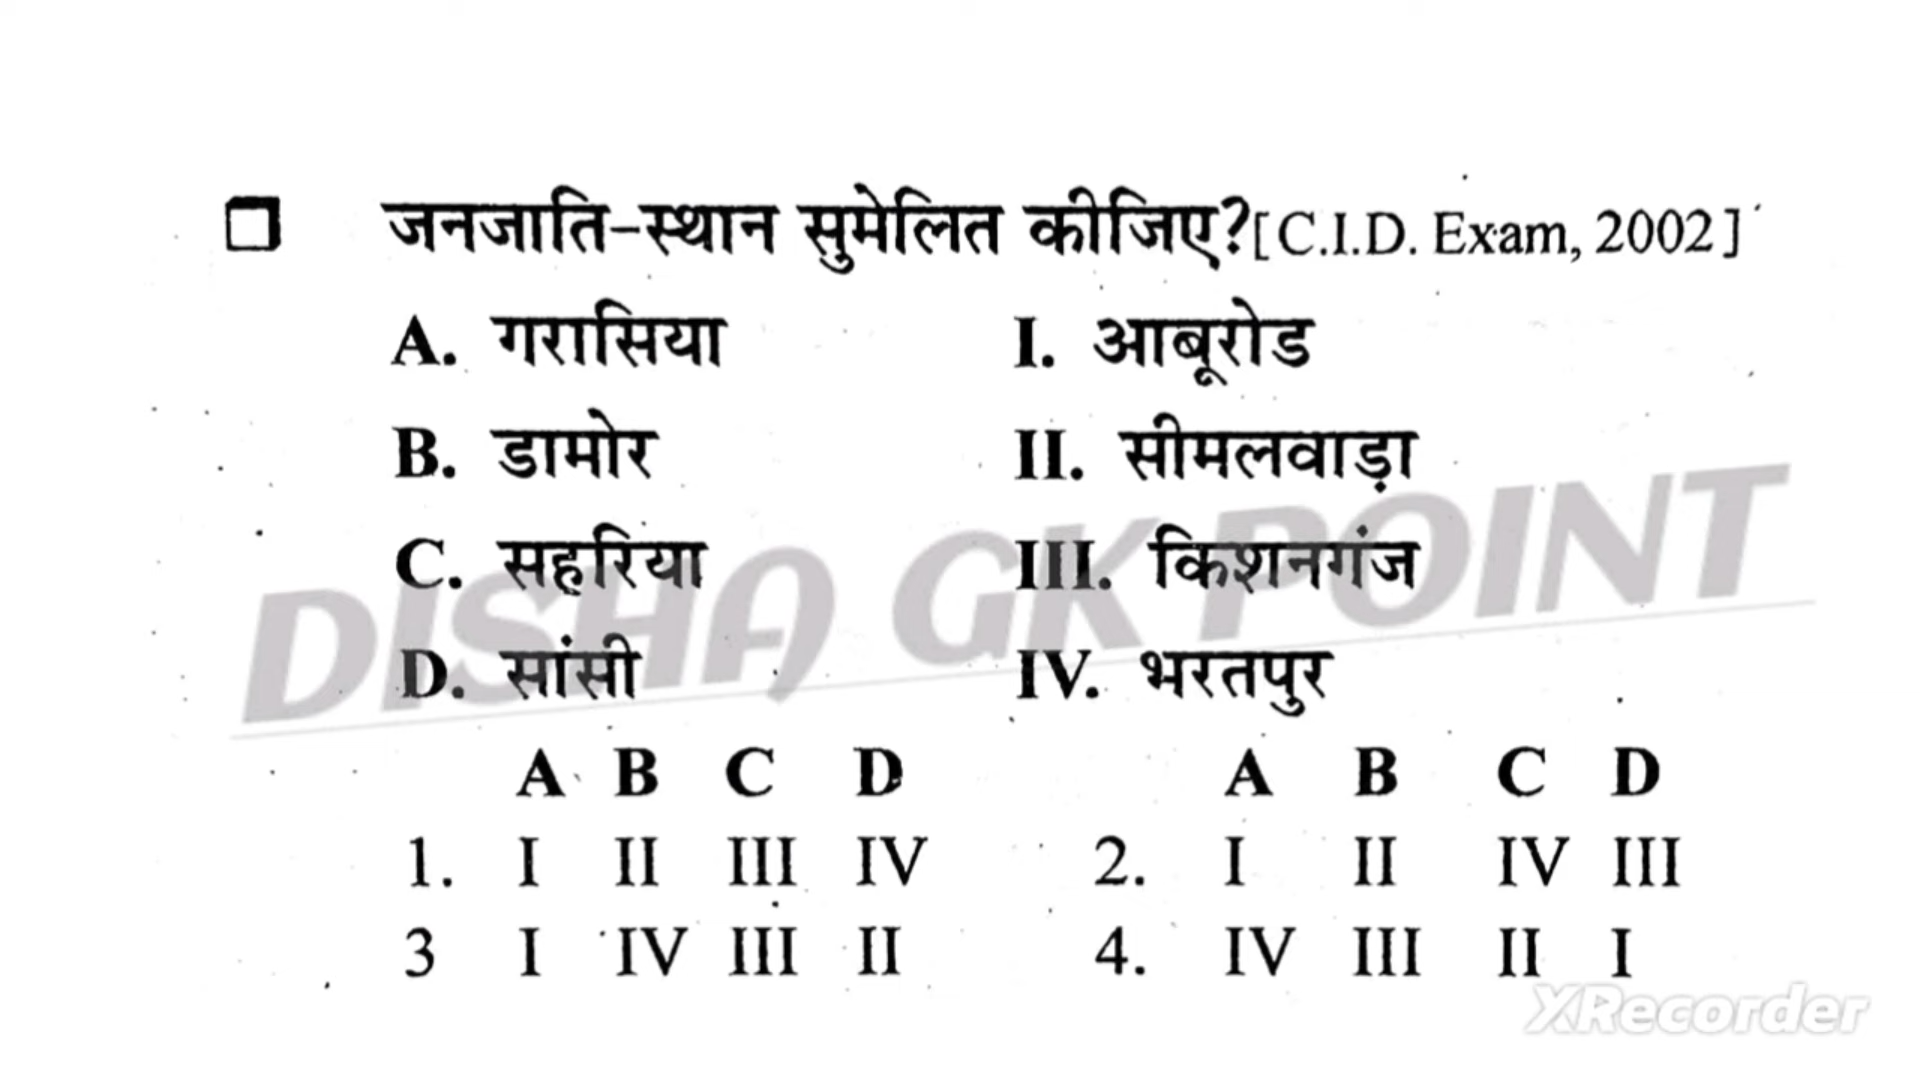 जनजाति-स्थान सुमेलित कीजिए?[C.I.D. Exam, 2002]
A. गरासिया I. आबूरोड
B. डामोर II. सीमलवाड़ा
C. सहरिया III. किशनगंज
D. सांसी IV. भरतपुर
DISHA GK POINT
A B C D A B C D
1. I II III IV 2. I II IV III
3 I IV III II 4. IV III II I
XRecorder